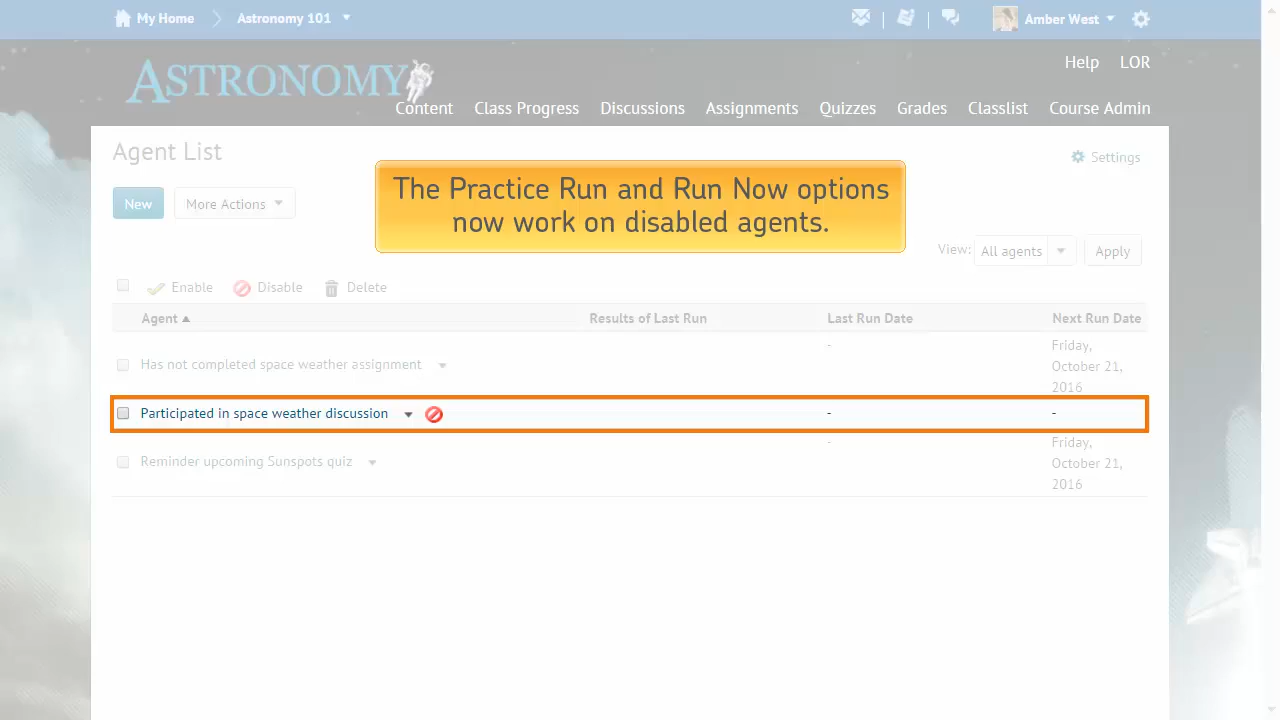 My Home
Astronomy 101
Amber West
Help LOR
ASTRONOMY
Content Class Progress Discussions Assignments Quizzes Grades Classlist Course Admin
Agent List
Settings
The Practice Run and Run Now options
now work on disabled agents.
New
More Actions
View: All agents Apply
Enable Disable Delete
Agent Results of Last Run Last Run Date Next Run Date
Has not completed space weather assignment - Friday,
October 21,
2016
Participated in space weather discussion - -
Reminder upcoming Sunspots quiz - Friday,
October 21,
2016